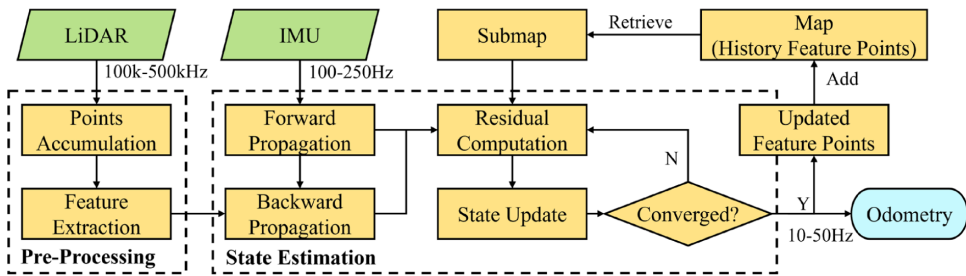 LiDAR
100k-500kHz
Points
Accumulation
Feature
Extraction
Pre-Processing
IMU
100-250Hz
Forward
Propagation
Backward
Propagation
State Estimation
Submap
Residual
Computation
State Update
Converged?
N
Y
10-50Hz
Odometry
Updated
Feature Points
Add
Map
(History Feature Points)
Retrieve